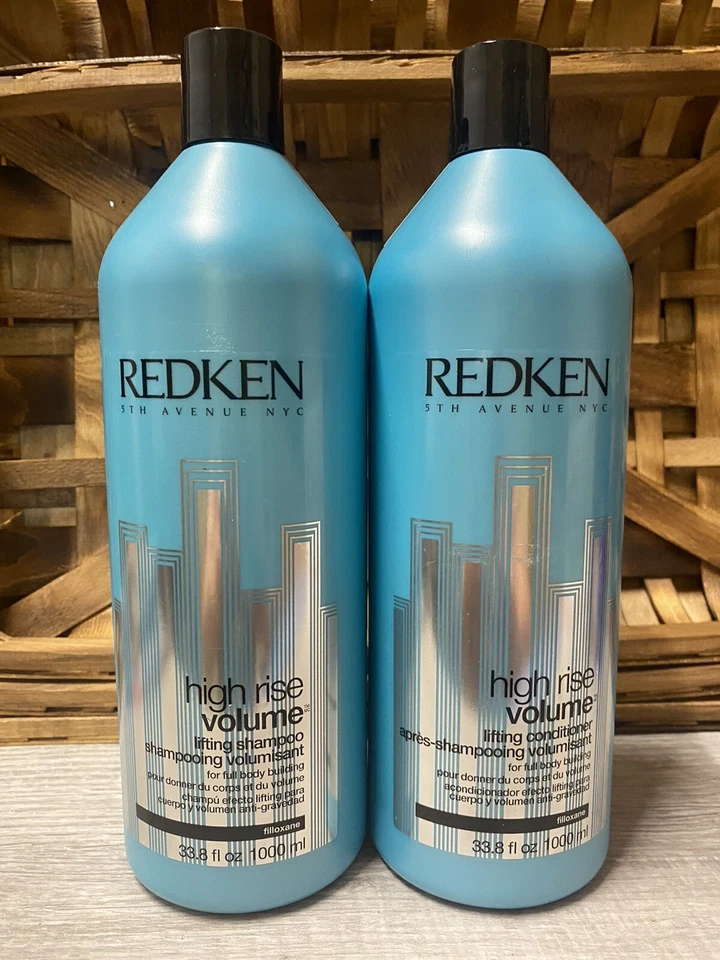 REDKEN
5TH AVENUE NYC
high rise
volume™
lifting shampoo
shampooing volumisant
for full body building
pour donner du corps et du volume
champú efecto lifting para
cuerpo y volumen anti-gravedad
filloxane
33.8 fl oz 1000 ml
REDKEN
5TH AVENUE NYC
high rise
volume™
lifting conditioner
après-shampooing volumisant
for full body building
pour donner du corps et du volume
acondicionador efecto lifting para
cuerpo y volumen anti-gravedad
filloxane
33.8 fl oz 1000 ml